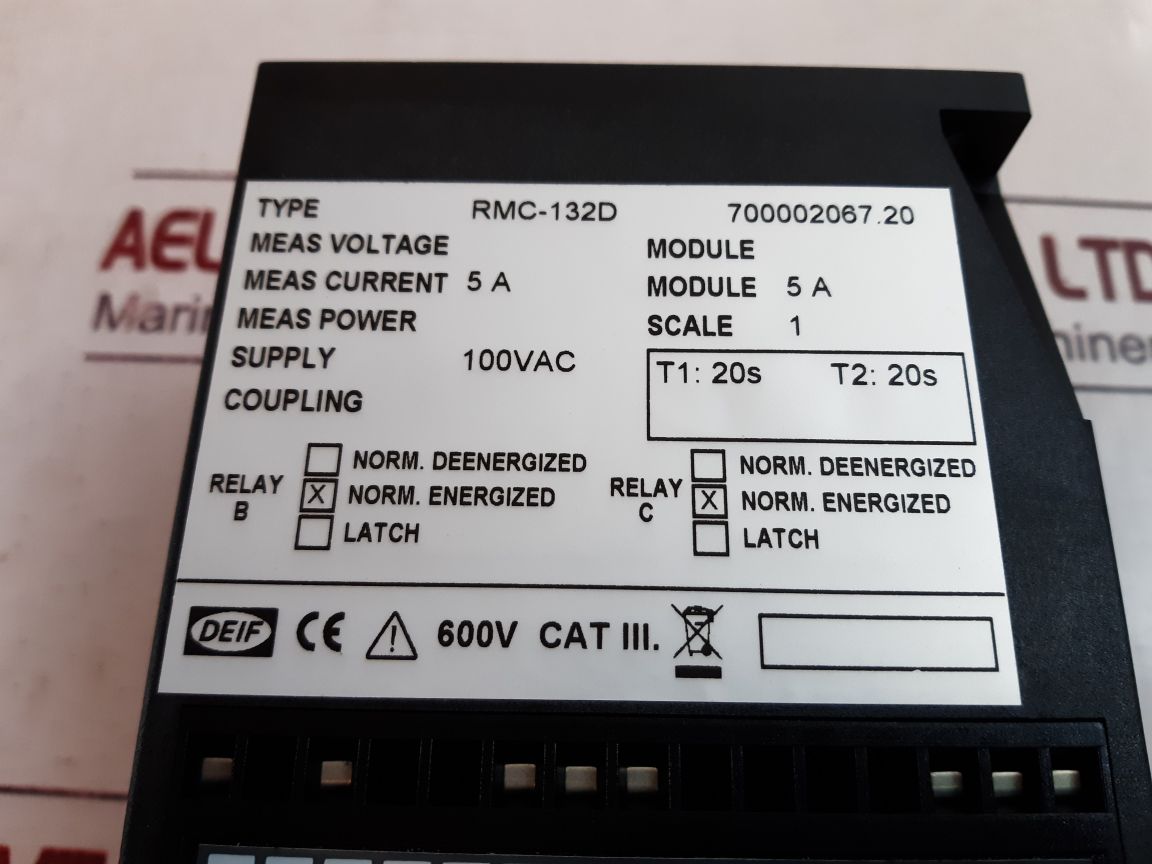 TYPE RMC-132D 700002067.20
MEAS VOLTAGE MODULE
MEAS CURRENT 5 A MODULE 5 A
MEAS POWER SCALE 1
SUPPLY 100VAC T1: 20s T2: 20s
COUPLING
RELAY B NORM. DEENERGIZED
X NORM. ENERGIZED
LATCH
RELAY C NORM. DEENERGIZED
X NORM. ENERGIZED
LATCH
DEIF CE 600V CAT III.
AEL LTD
Marin